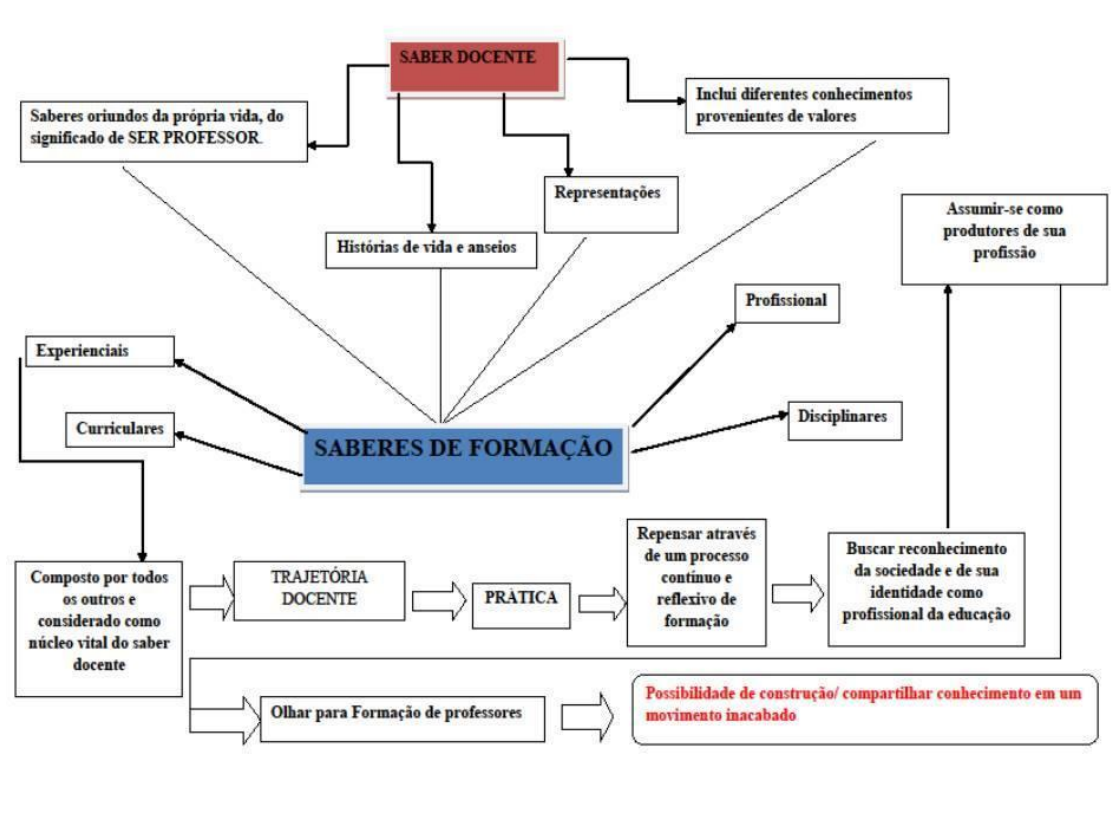 SABER DOCENTE
Saberes oriundos da própria vida, do
significado de SER PROFESSOR.
Inclui diferentes conhecimentos
provenientes de valores
Representações
Histórias de vida e anseios
Assumir-se como
produtores de sua
profissão
Profissional
Experienciais
Curriculares
Disciplinares
SABERES DE FORMAÇÃO
Composto por todos
os outros e
considerado como
núcleo vital do saber
docente
TRAJETÓRIA
DOCENTE
PRÁTICA
Repensar através
de um processo
contínuo e
reflexivo de
formação
Buscar reconhecimento
da sociedade e de sua
identidade como
profissional da educação
Olhar para Formação de professores
Possibilidade de construção/ compartilhar conhecimento em um
movimento inacabado